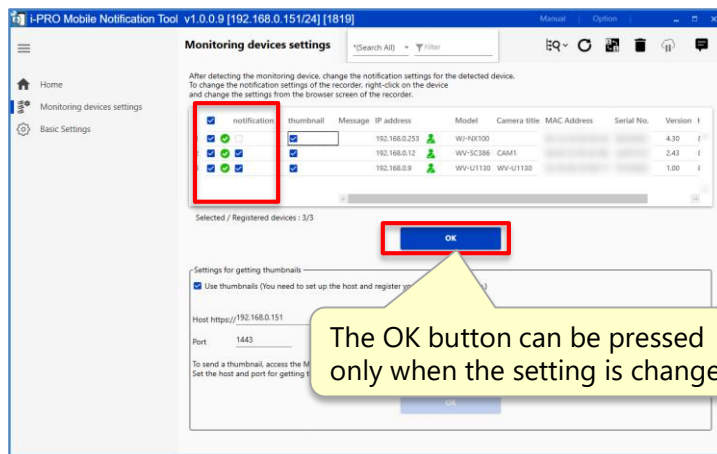 i-PRO Mobile Notification Tool v1.0.0.9 [192.168.0.151/24] [1819] Manual Option
Monitoring devices settings *(Search All) Filter
Home
Monitoring devices settings
Basic Settings
After detecting the monitoring device, change the notification settings for the detected device.
To change the notification settings of the recorder, right-click on the device
and change the settings from the browser screen of the recorder.
notification thumbnail Message IP address Model Camera title MAC Address Serial No. Version
192.168.0.253 WJ-NX100 4.30
192.168.0.12 WV-SC386 CAM1 2.43
192.168.0.9 WV-U1130 WV-U1130 1.00
Selected / Registered devices : 3/3
OK
Settings for getting thumbnails
Use thumbnails (You need to set up the host and register
Host https:// 192.168.0.151
Port 1443
To send a thumbnail, access the M
Set the host and port for getting
OK
The OK button can be pressed
only when the setting is change